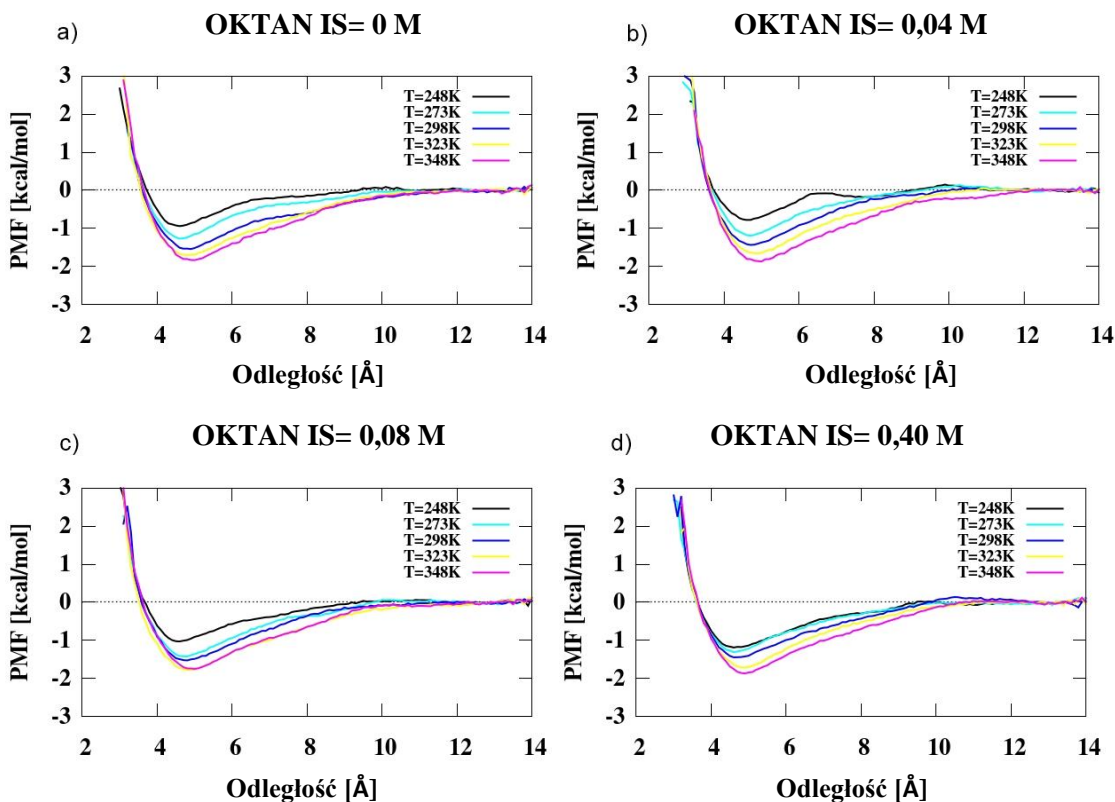 a)
OKTAN IS= 0 M
PMF [kcal/mol]
3
2
1
0
-1
-2
-3
T=248K
T=273K
T=298K
T=323K
T=348K
2 4 6 8 10 12 14
Odległość [Å]
b)
OKTAN IS= 0,04 M
PMF [kcal/mol]
3
2
1
0
-1
-2
-3
T=248K
T=273K
T=298K
T=323K
T=348K
2 4 6 8 10 12 14
Odległość [Å]
c)
OKTAN IS= 0,08 M
PMF [kcal/mol]
3
2
1
0
-1
-2
-3
T=248K
T=273K
T=298K
T=323K
T=348K
2 4 6 8 10 12 14
Odległość [Å]
d)
OKTAN IS= 0,40 M
PMF [kcal/mol]
3
2
1
0
-1
-2
-3
T=248K
T=273K
T=298K
T=323K
T=348K
2 4 6 8 10 12 14
Odległość [Å]